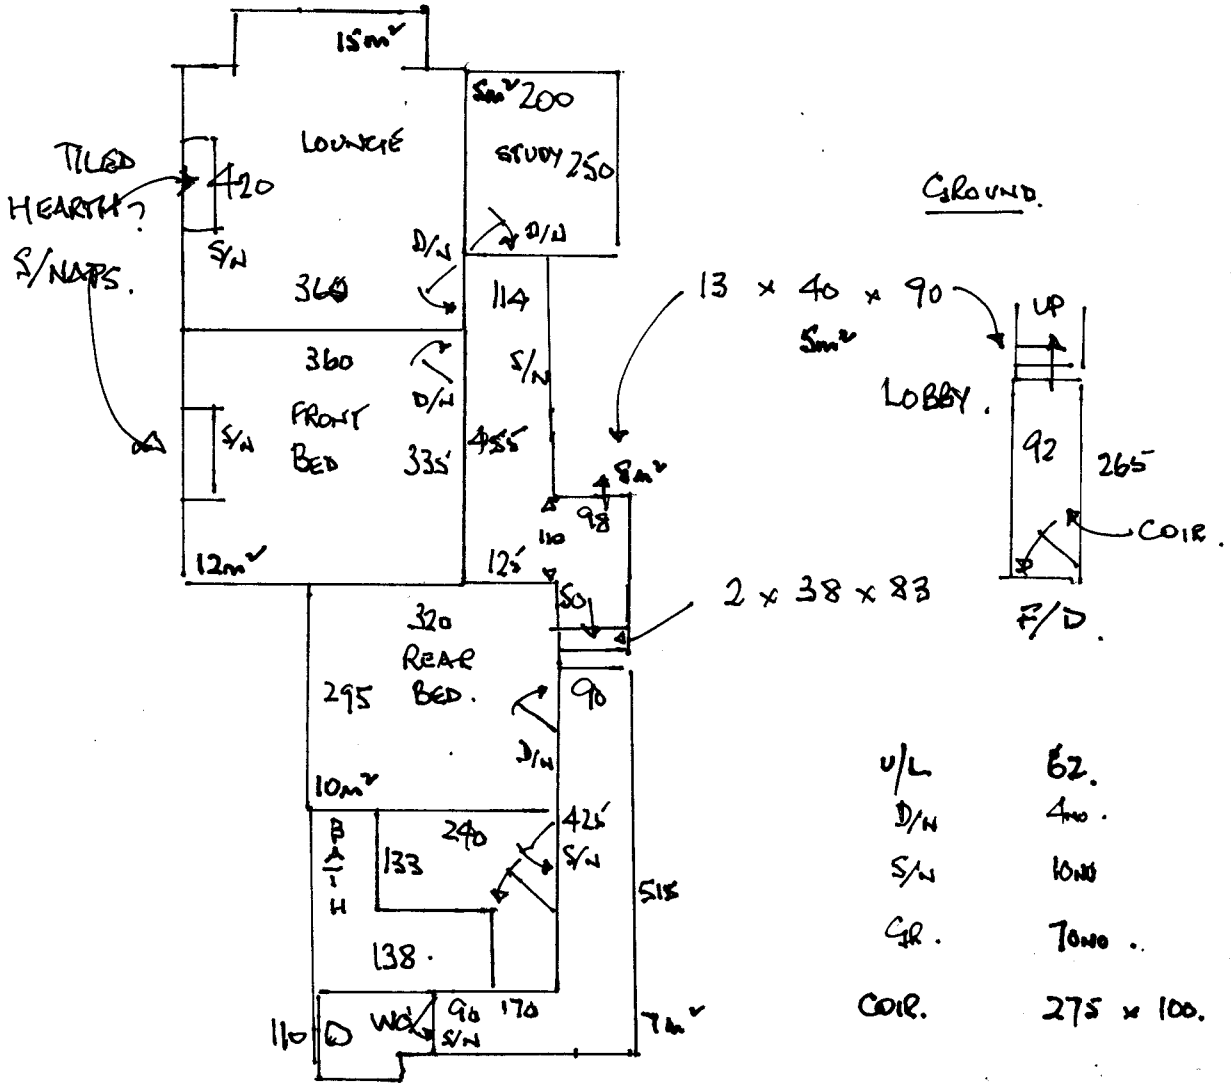 15m²
5m² 200
LOUNGE
STUDY 250
TILED
HEARTH?
S/NAPS.
420
S/N
D/N
D/N
360
114
GROUND.
13 x 40 x 90
5m²
UP
LOBBY.
360
D/N
S/N
FRONT
BED
S/N
335
455
8m²
92
265
98
110
COIR.
12m²
125
50
2 x 38 x 83
F/D.
320
REAR
BED.
295
90
D/N
10m²
U/L 62.
D/N 4NO.
S/N 10NO
GR. 70NO.
COIR. 275 x 100.
BATH
240
133
425
S/N
515
138.
WC
90
170
110
S/N
7m²